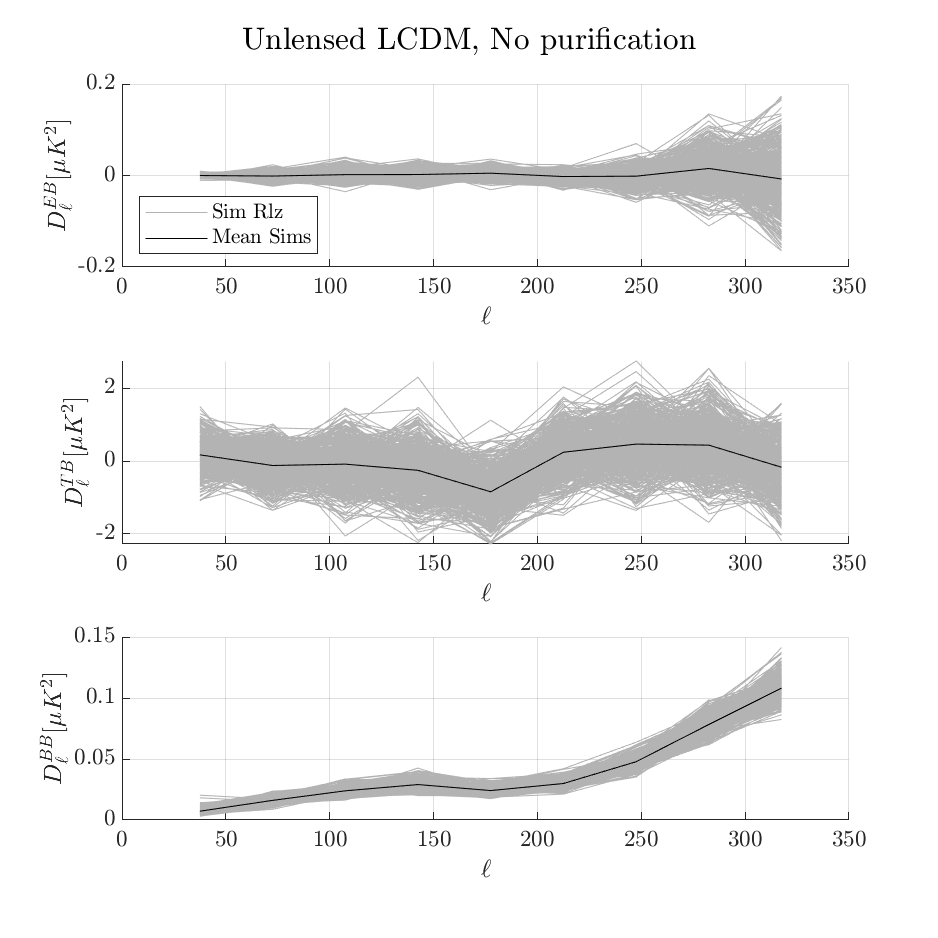 Unlensed LCDM, No purification
0.2
0
-0.2
D_ℓ^{EB}[μK^2]
Sim Rlz
Mean Sims
0 50 100 150 200 250 300 350
ℓ
2
0
-2
D_ℓ^{TB}[μK^2]
0 50 100 150 200 250 300 350
ℓ
0.15
0.1
0.05
0
D_ℓ^{BB}[μK^2]
0 50 100 150 200 250 300 350
ℓ